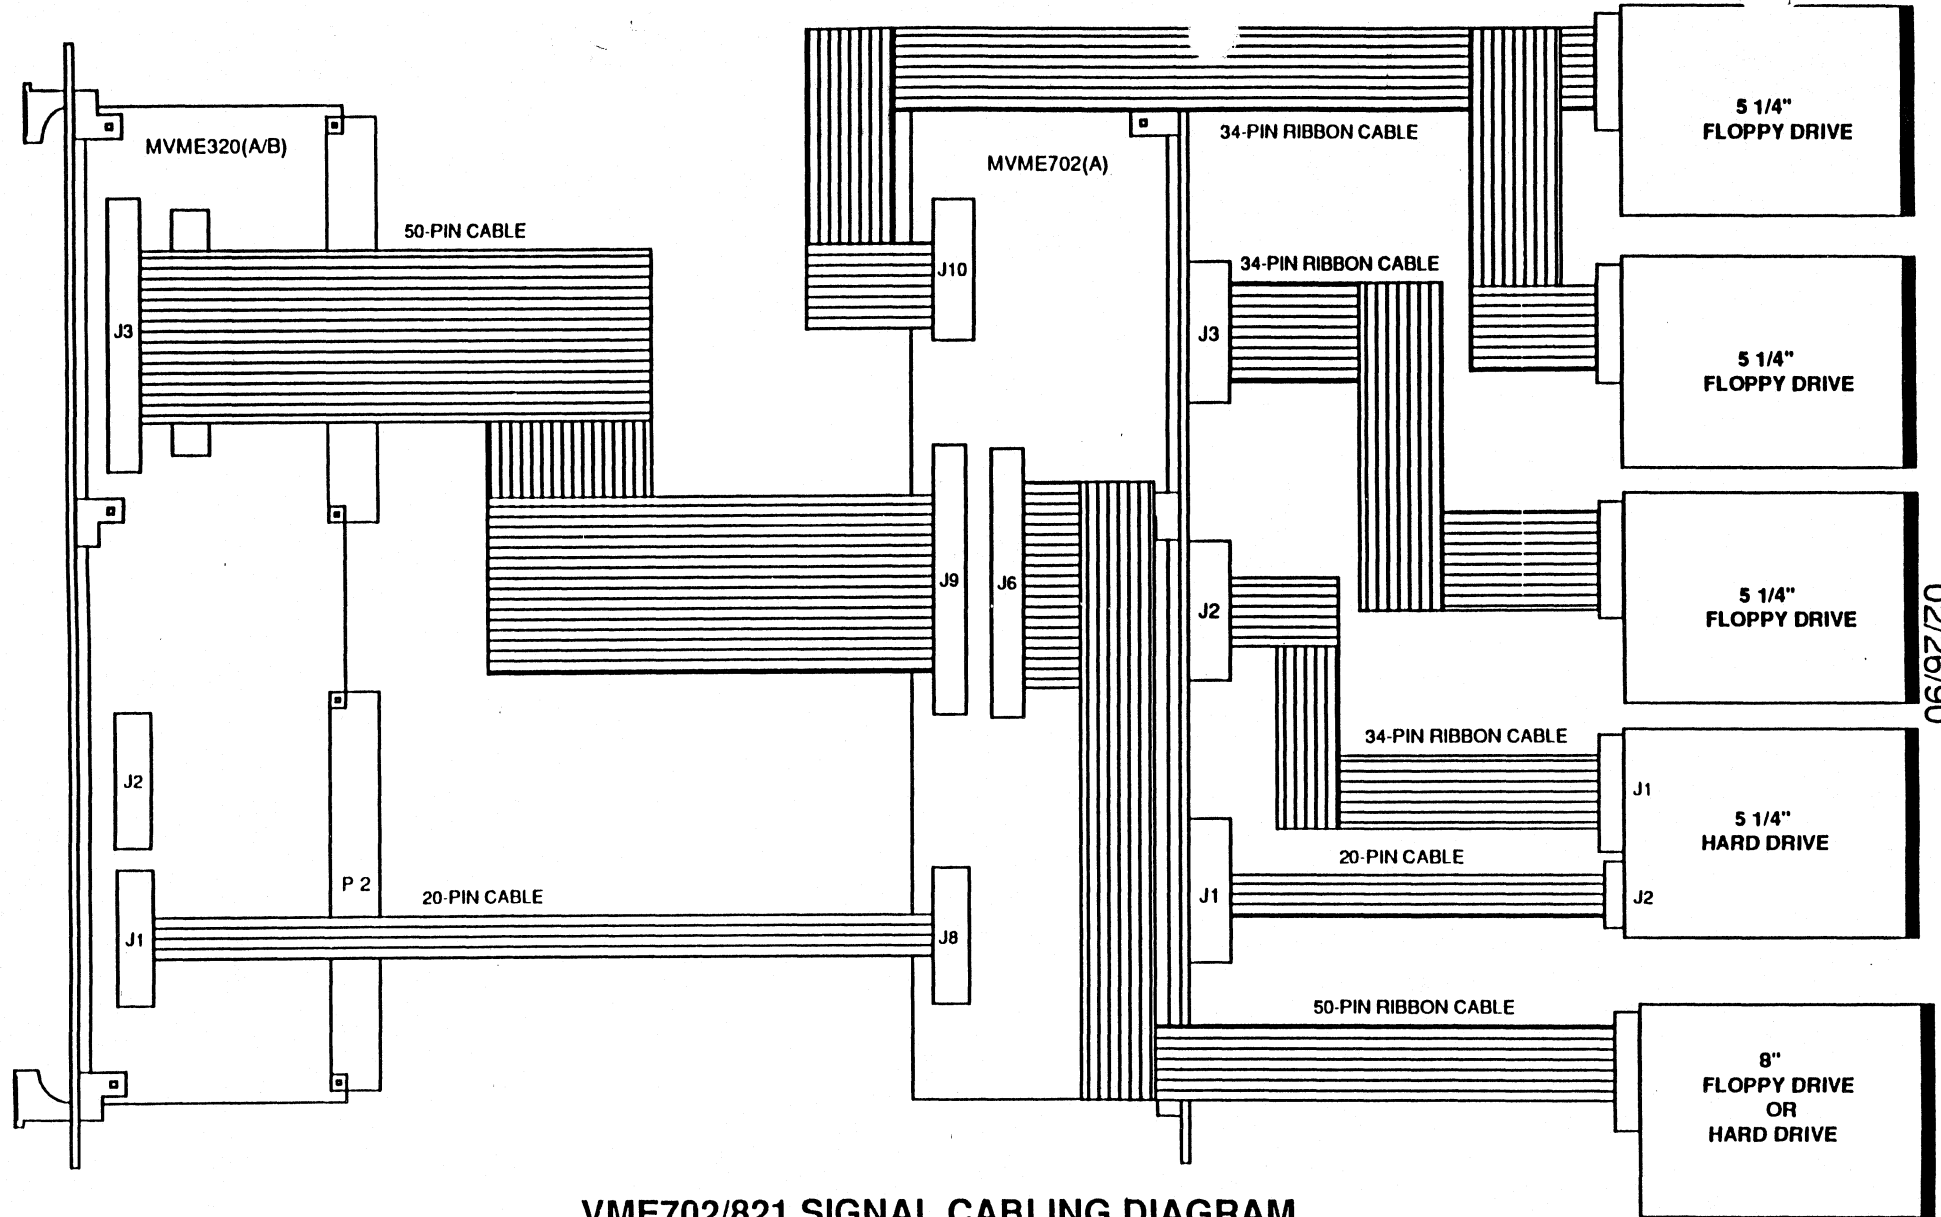 5 1/4"
FLOPPY DRIVE
34-PIN RIBBON CABLE
MVME320(A/B)
MVME702(A)
50-PIN CABLE
J10
34-PIN RIBBON CABLE
J3
J3
5 1/4"
FLOPPY DRIVE
J9
J6
J2
5 1/4"
FLOPPY DRIVE
02/26/90
34-PIN RIBBON CABLE
J2
J1
5 1/4"
HARD DRIVE
20-PIN CABLE
P 2
20-PIN CABLE
J1
J2
J1
J8
50-PIN RIBBON CABLE
8"
FLOPPY DRIVE
OR
HARD DRIVE
VME702/821 SIGNAL CABLING DIAGRAM